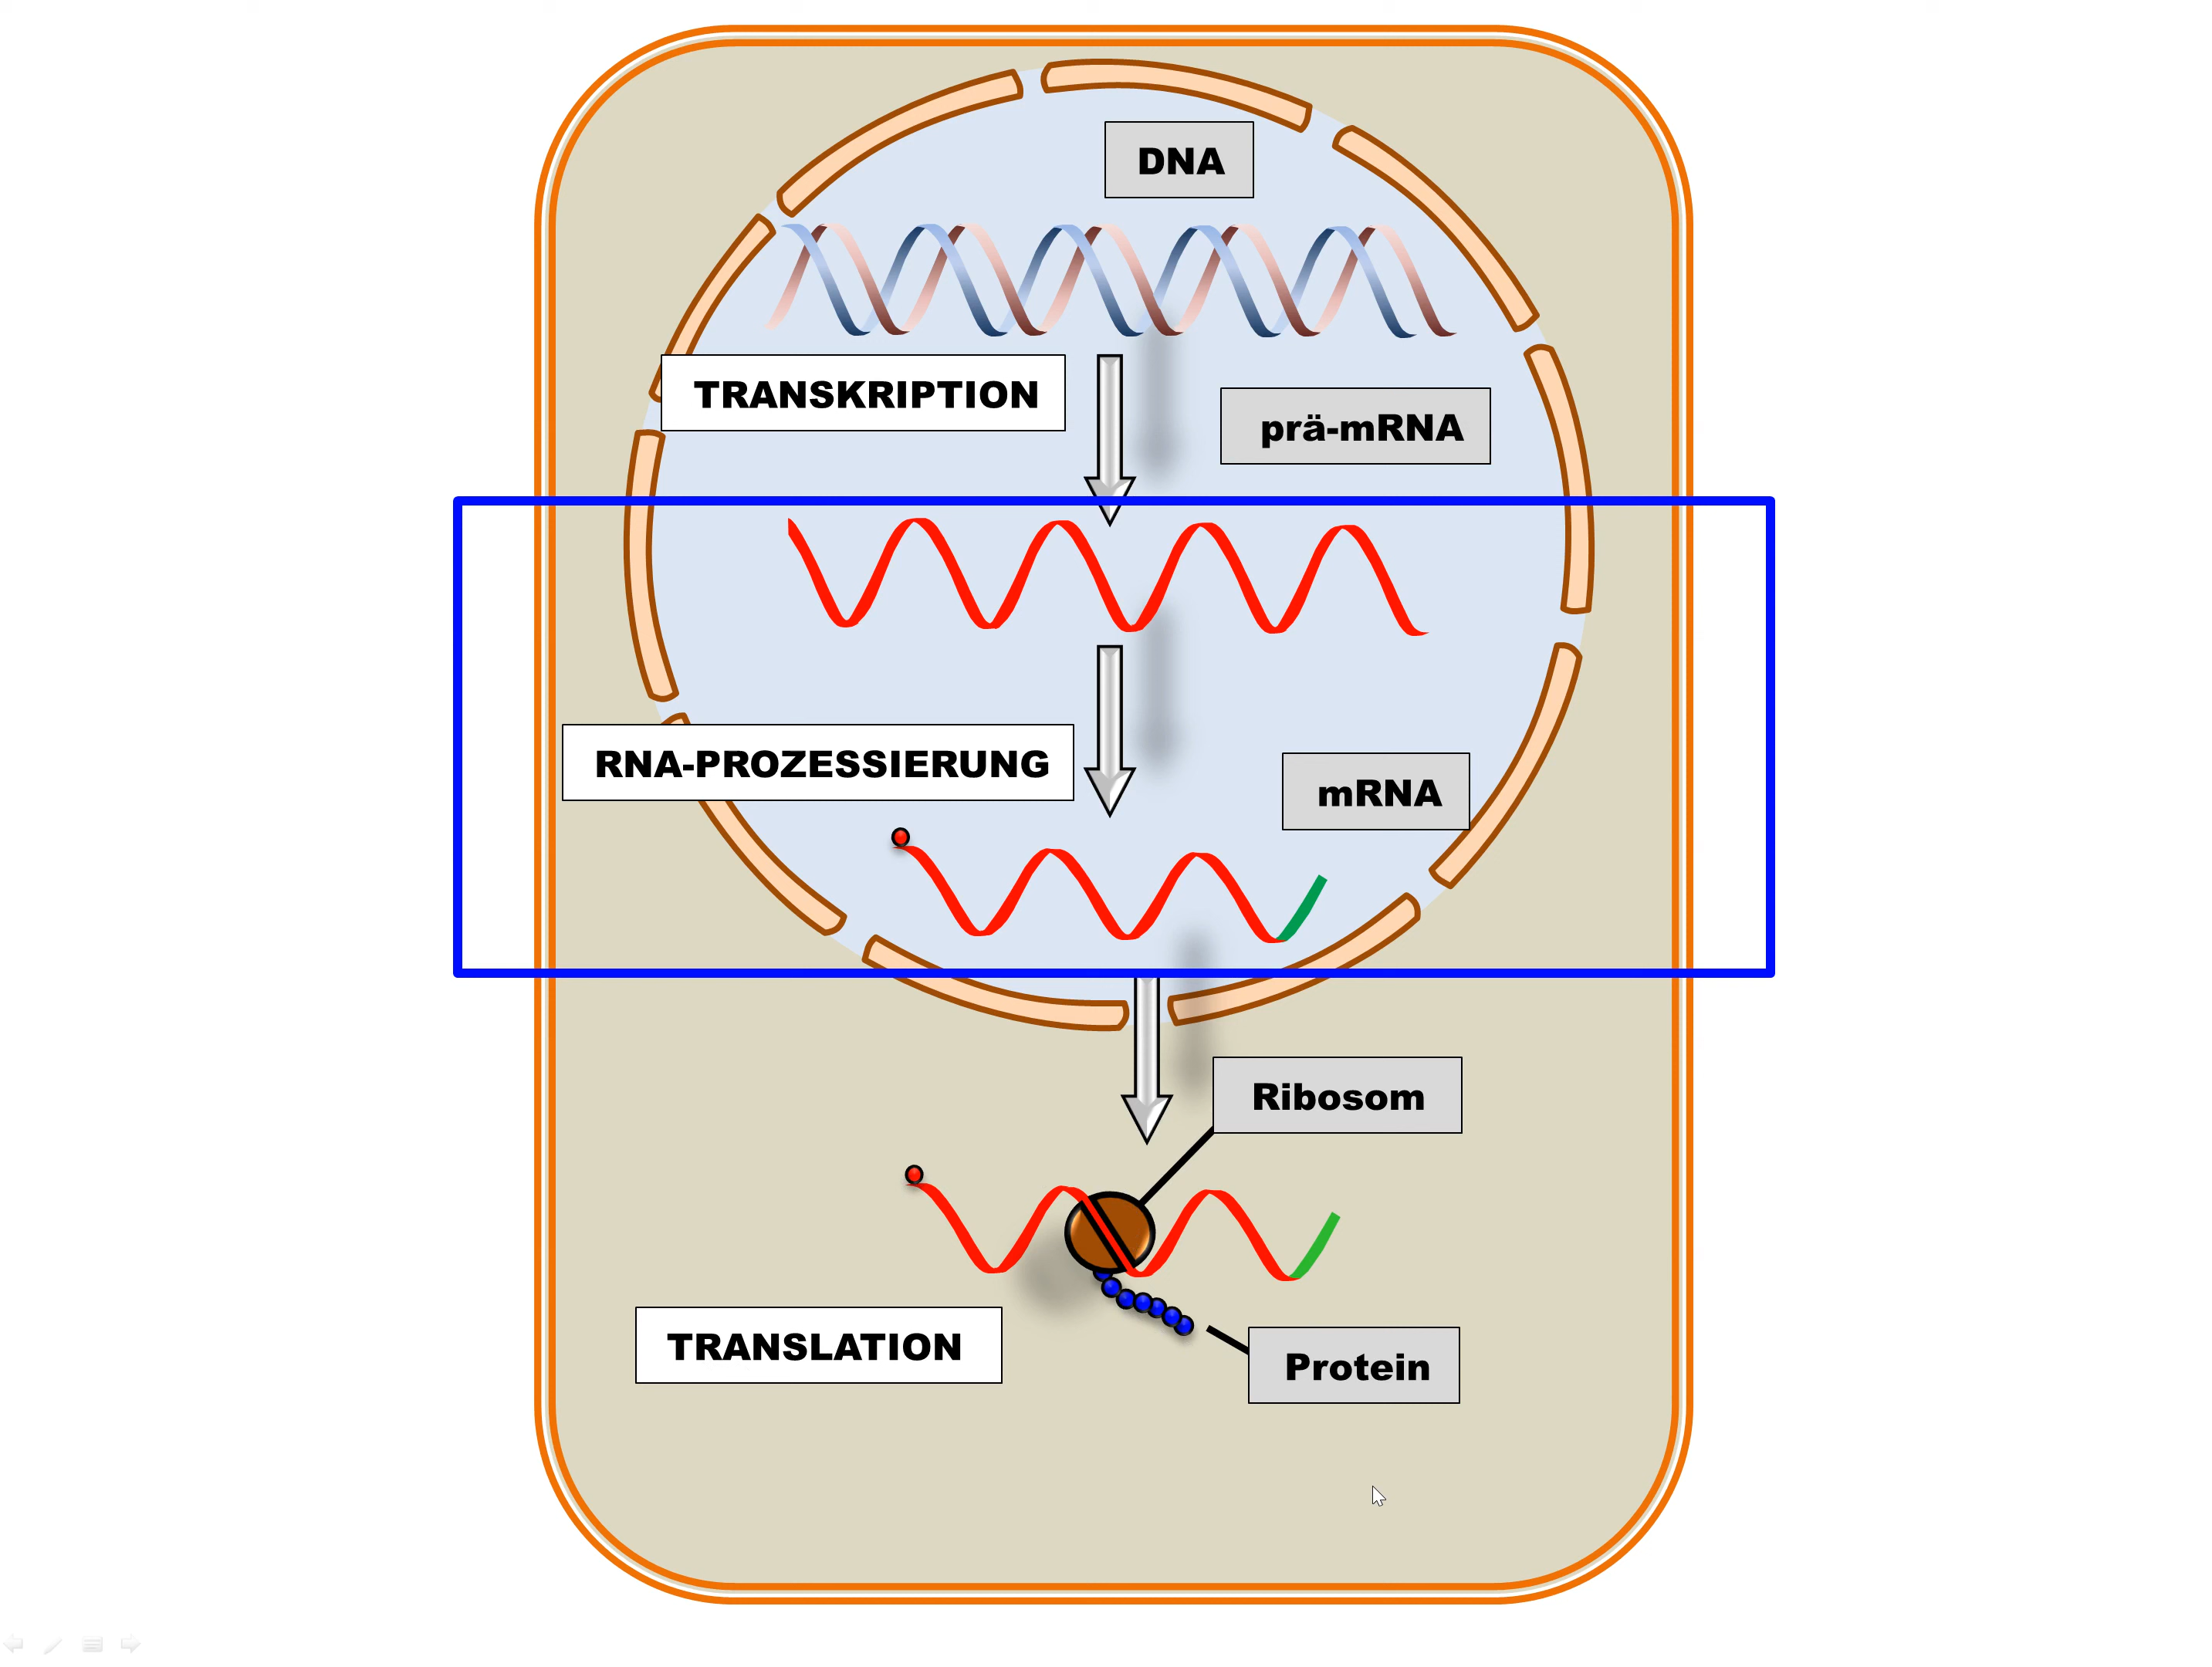 DNA
TRANSKRIPTION
prä-mRNA
RNA-PROZESSIERUNG
mRNA
Ribosom
TRANSLATION
Protein